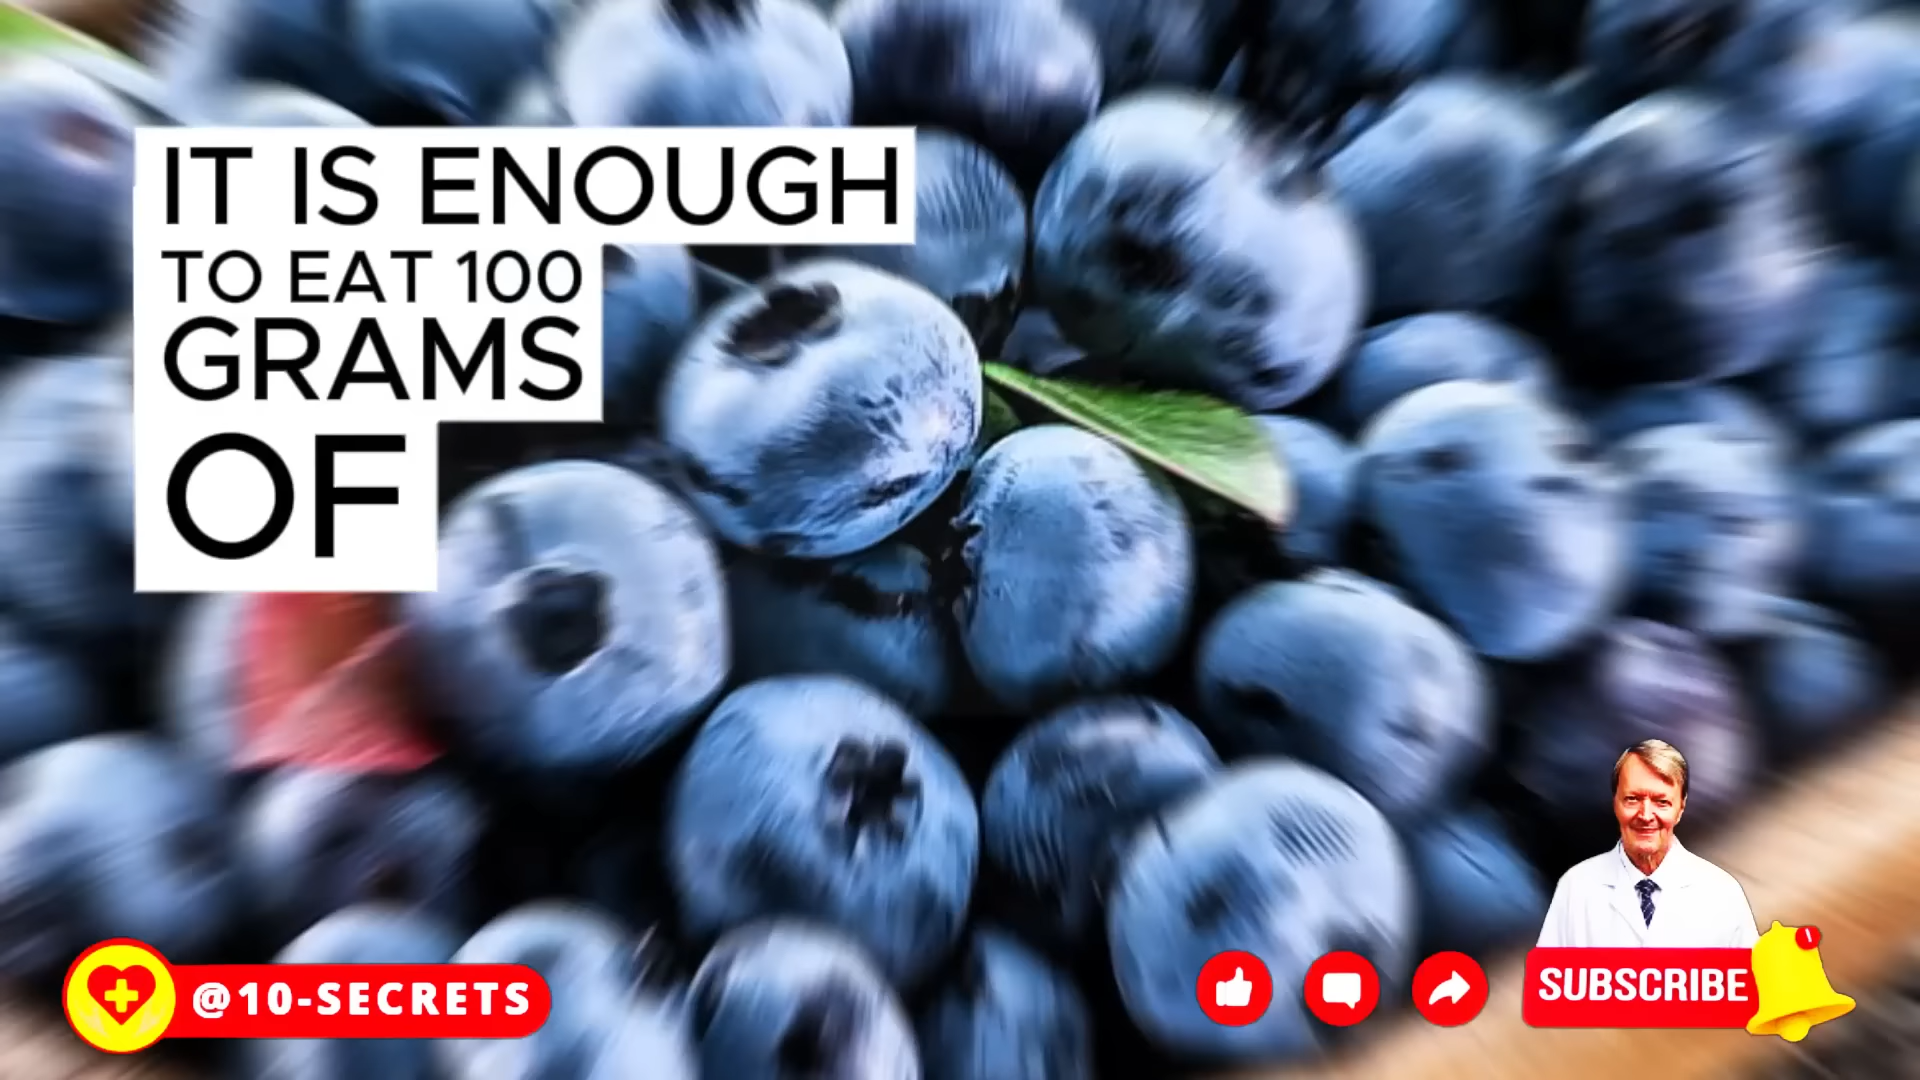 IT IS ENOUGH
TO EAT 100
GRAMS
OF
@10-SECRETS
SUBSCRIBE